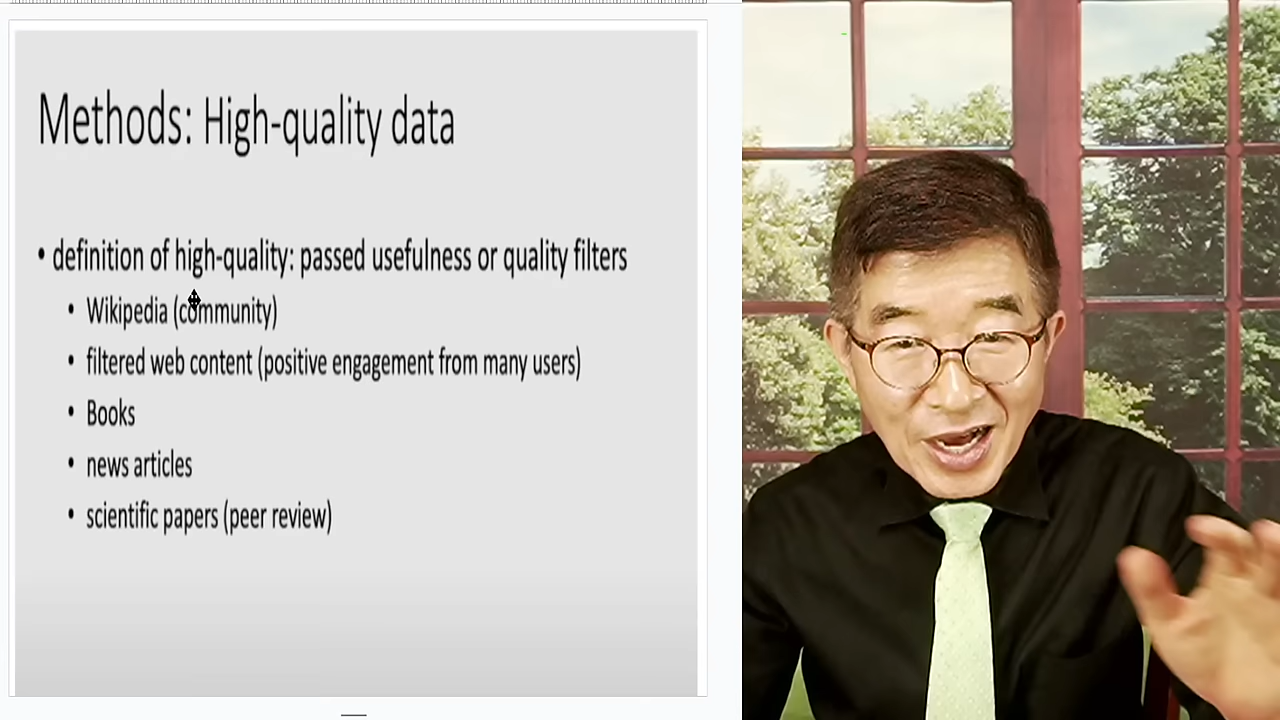 Methods: High-quality data
• definition of high-quality: passed usefulness or quality filters
• Wikipedia (community)
• filtered web content (positive engagement from many users)
• Books
• news articles
• scientific papers (peer review)